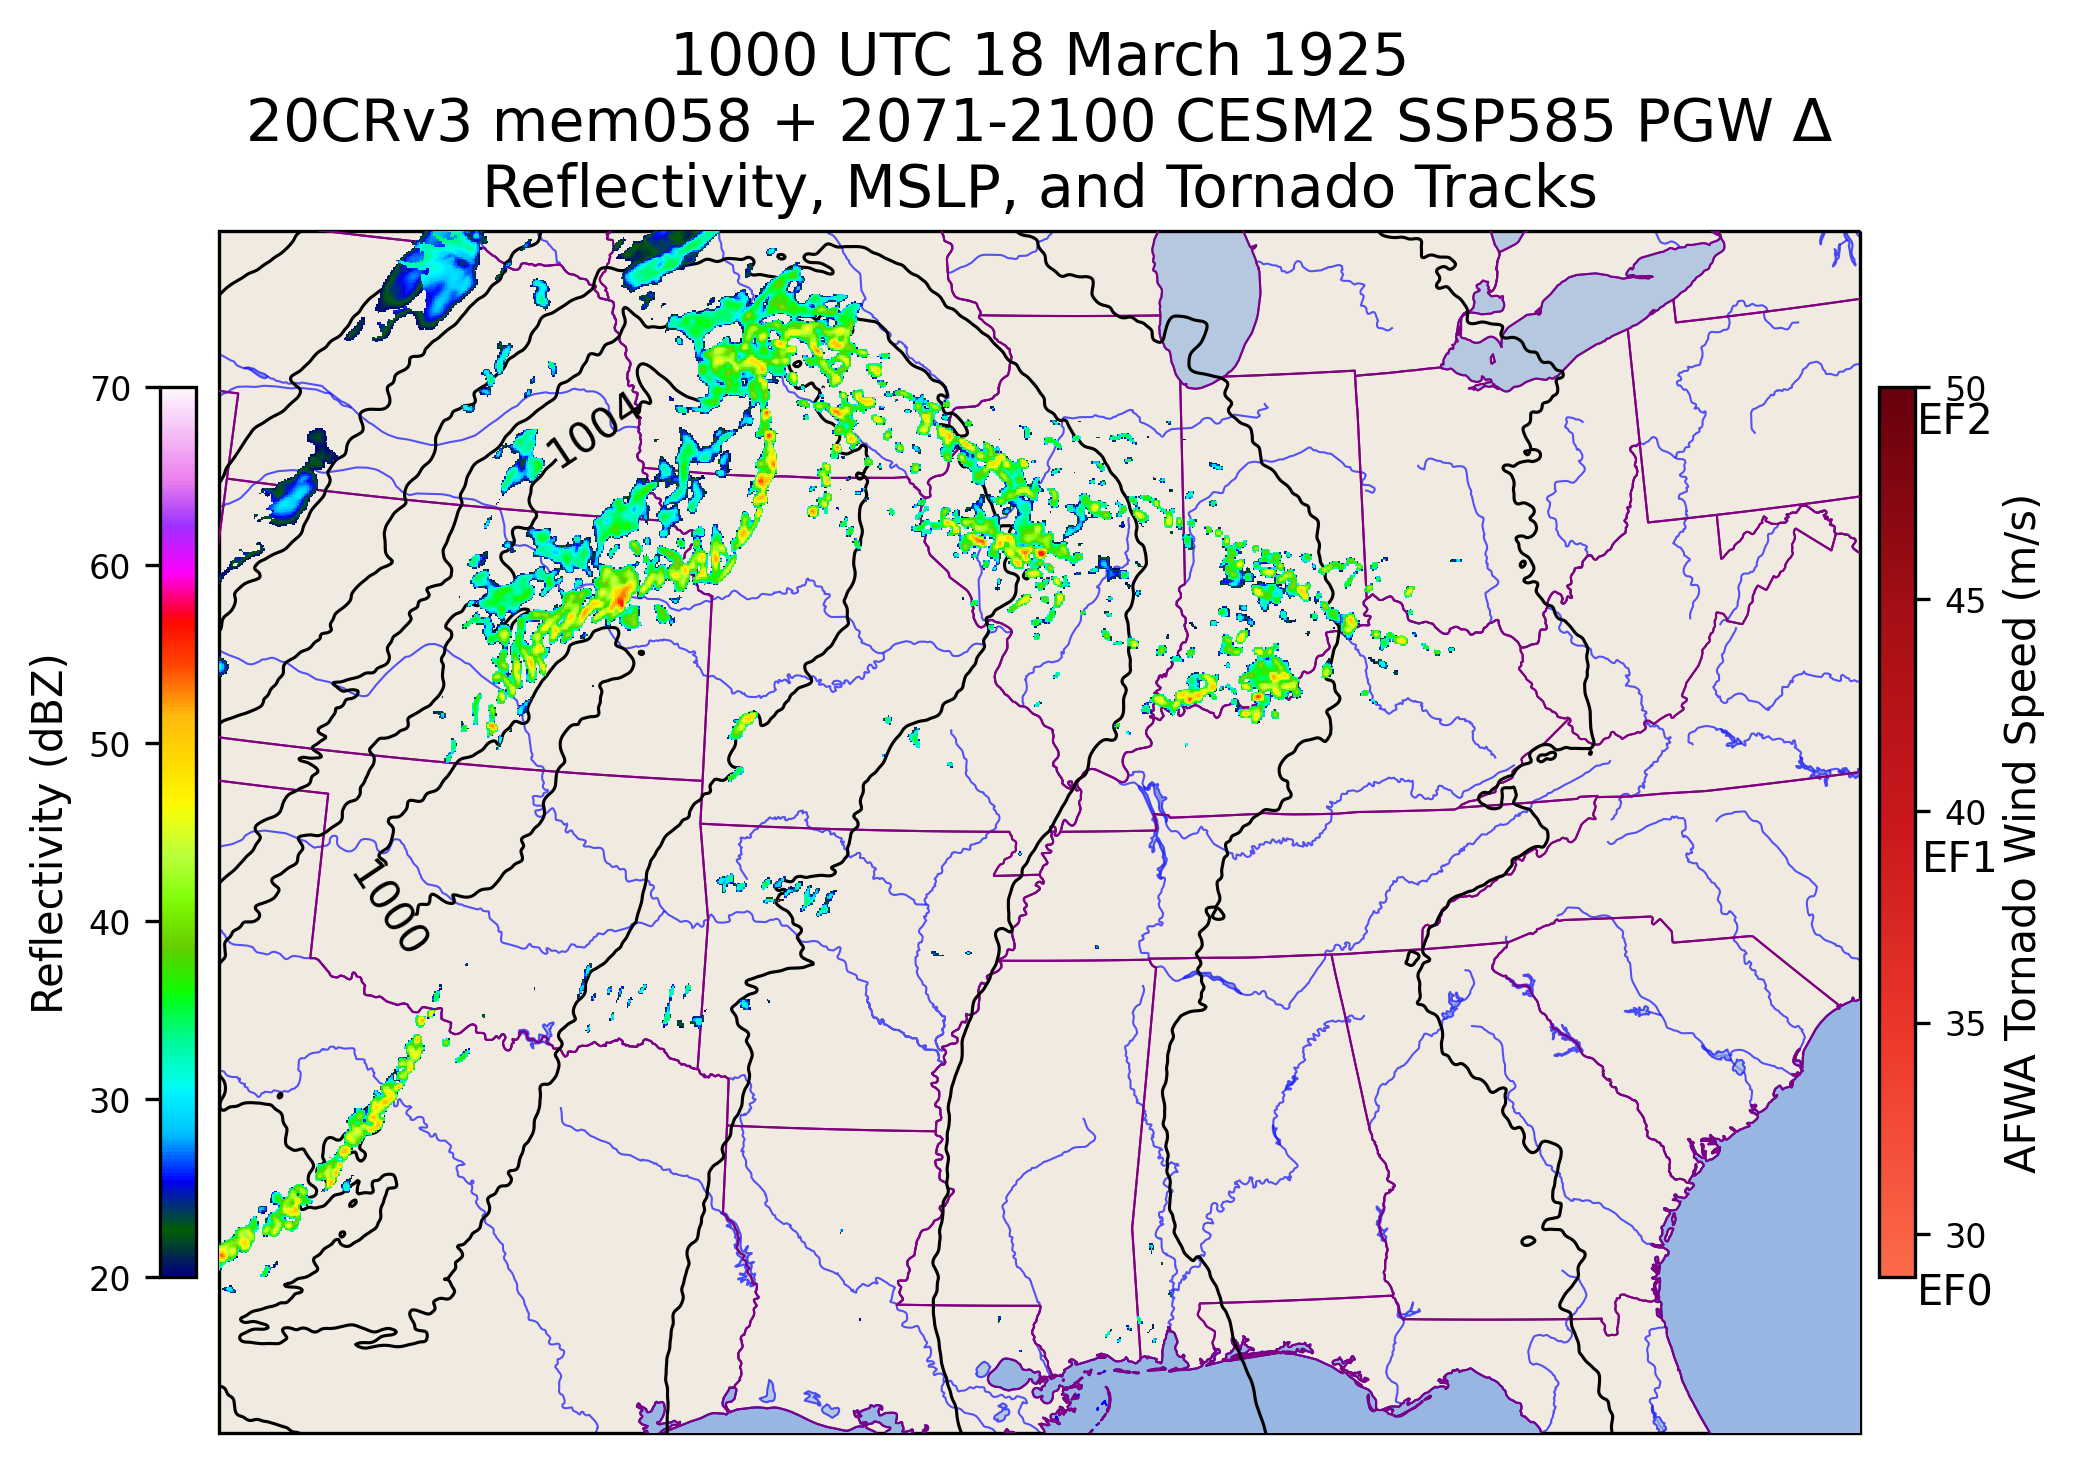 1000 UTC 18 March 1925
20CRv3 mem058 + 2071-2100 CESM2 SSP585 PGW Δ
Reflectivity, MSLP, and Tornado Tracks
Reflectivity (dBZ)
70
60
50
40
30
20
1004
1000
50
EF2
45
40
EF1
35
30
EF0
AFWA Tornado Wind Speed (m/s)